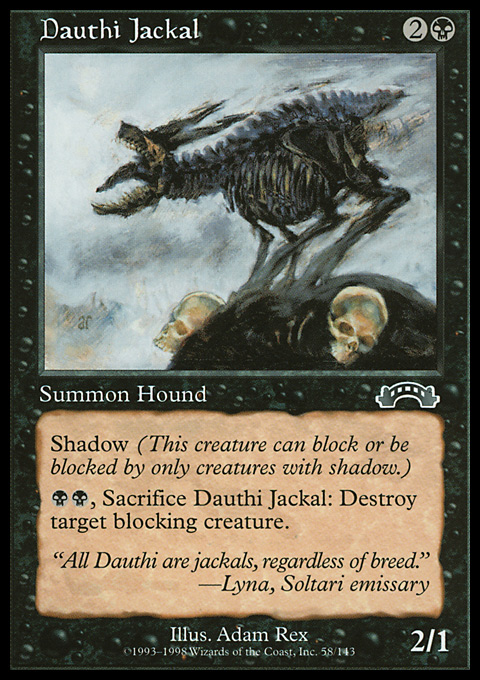 Dauthi Jackal 2
ar
Summon Hound
Shadow (This creature can block or be
blocked by only creatures with shadow.)
, Sacrifice Dauthi Jackal: Destroy
target blocking creature.
“All Dauthi are jackals, regardless of breed.”
—Lyna, Soltari emissary
Illus. Adam Rex
©1993–1998 Wizards of the Coast, Inc. 58/143
2/1